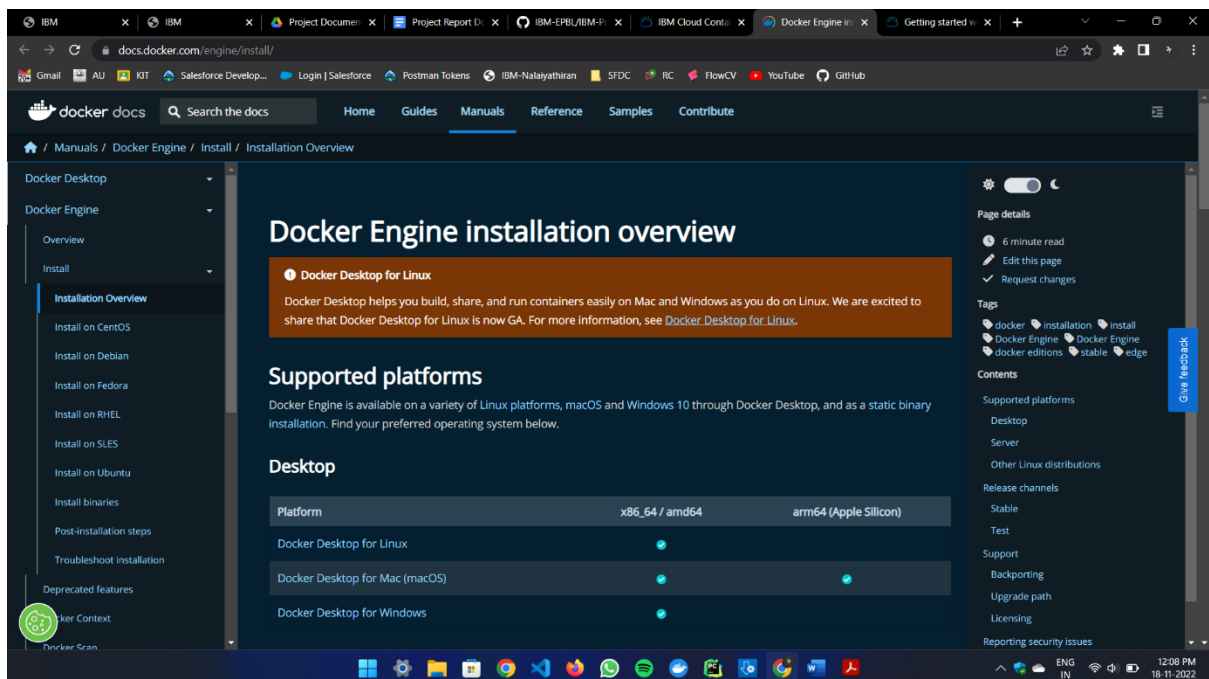 IBM
IBM
Project Documen
Project Report Do
IBM-EPBL/IBM-Pr
IBM Cloud Contai
Docker Engine in
Getting started w
docs.docker.com/engine/install/
Gmail AU KIT Salesforce Develop... Login | Salesforce Postman Tokens IBM-Nalaiyathiran SFDC RC FlowCV YouTube GitHub
docker docs Search the docs Home Guides Manuals Reference Samples Contribute
/ Manuals / Docker Engine / Install / Installation Overview
Docker Desktop
Docker Engine
Overview
Install
Installation Overview
Install on CentOS
Install on Debian
Install on Fedora
Install on RHEL
Install on SLES
Install on Ubuntu
Install binaries
Post-installation steps
Troubleshoot installation
Deprecated features
cker Context
Docker Scan
Docker Engine installation overview
Docker Desktop for Linux
Docker Desktop helps you build, share, and run containers easily on Mac and Windows as you do on Linux. We are excited to
share that Docker Desktop for Linux is now GA. For more information, see Docker Desktop for Linux.
Supported platforms
Docker Engine is available on a variety of Linux platforms, macOS and Windows 10 through Docker Desktop, and as a static binary
installation. Find your preferred operating system below.
Desktop
Platform x86_64 / amd64 arm64 (Apple Silicon)
Docker Desktop for Linux
Docker Desktop for Mac (macOS)
Docker Desktop for Windows
Page details
6 minute read
Edit this page
Request changes
Tags
docker installation install
Docker Engine Docker Engine
docker editions stable edge
Contents
Supported platforms
Desktop
Server
Other Linux distributions
Release channels
Stable
Test
Support
Backporting
Upgrade path
Licensing
Reporting security issues
Give feedback
ENG
IN
12:08 PM
18-11-2022